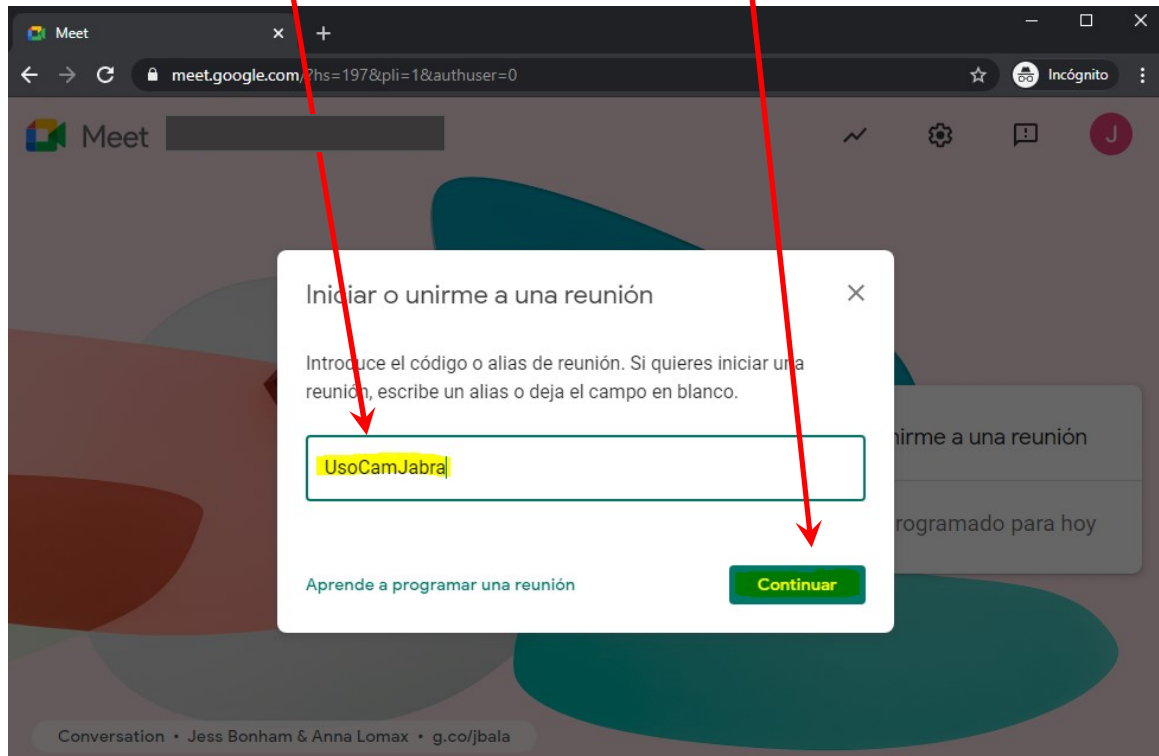 Meet
meet.google.com/?hs=197&pli=1&authuser=0
Incógnito
Meet
J
Iniciar o unirme a una reunión
Introduce el código o alias de reunión. Si quieres iniciar una
reunión, escribe un alias o deja el campo en blanco.
nirme a una reunión
UsoCamJabra
rogramado para hoy
Aprende a programar una reunión
Continuar
Conversation • Jess Bonham & Anna Lomax • g.co/jbala